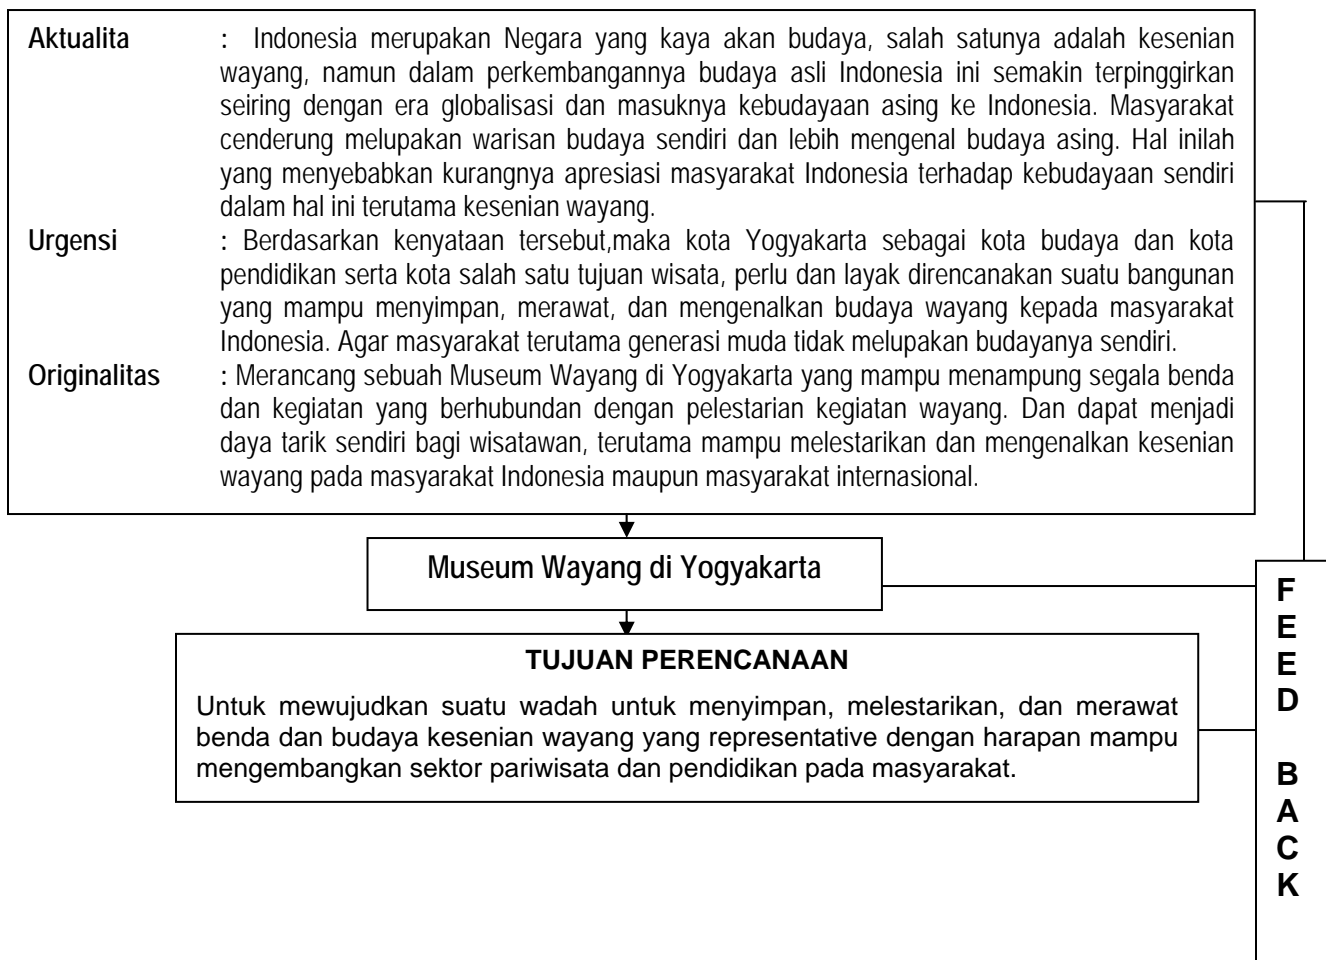 Aktualita : Indonesia merupakan Negara yang kaya akan budaya, salah satunya adalah kesenian
wayang, namun dalam perkembangannya budaya asli Indonesia ini semakin terpinggirkan
seiring dengan era globalisasi dan masuknya kebudayaan asing ke Indonesia. Masyarakat
cenderung melupakan warisan budaya sendiri dan lebih mengenal budaya asing. Hal inilah
yang menyebabkan kurangnya apresiasi masyarakat Indonesia terhadap kebudayaan sendiri
dalam hal ini terutama kesenian wayang.
Urgensi : Berdasarkan kenyataan tersebut,maka kota Yogyakarta sebagai kota budaya dan kota
pendidikan serta kota salah satu tujuan wisata, perlu dan layak direncanakan suatu bangunan
yang mampu menyimpan, merawat, dan mengenalkan budaya wayang kepada masyarakat
Indonesia. Agar masyarakat terutama generasi muda tidak melupakan budayanya sendiri.
Originalitas : Merancang sebuah Museum Wayang di Yogyakarta yang mampu menampung segala benda
dan kegiatan yang berhubundan dengan pelestarian kegiatan wayang. Dan dapat menjadi
daya tarik sendiri bagi wisatawan, terutama mampu melestarikan dan mengenalkan kesenian
wayang pada masyarakat Indonesia maupun masyarakat internasional.
Museum Wayang di Yogyakarta
TUJUAN PERENCANAAN
Untuk mewujudkan suatu wadah untuk menyimpan, melestarikan, dan merawat
benda dan budaya kesenian wayang yang representative dengan harapan mampu
mengembangkan sektor pariwisata dan pendidikan pada masyarakat.
F
E
E
D
B
A
C
K